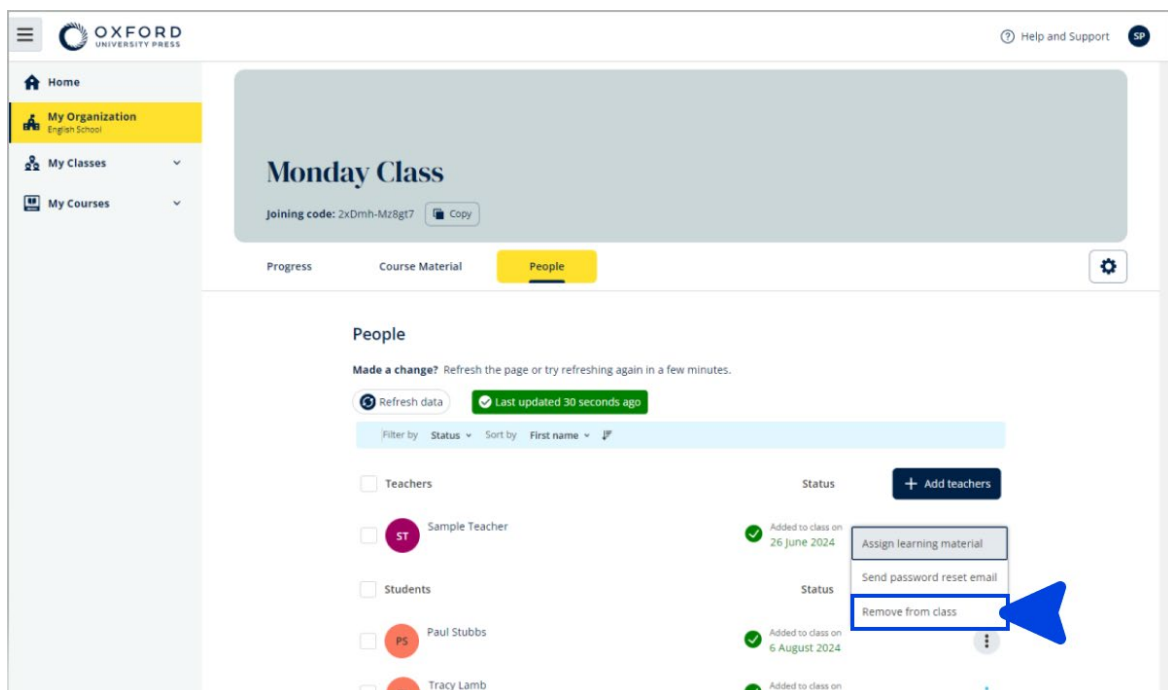 OXFORD
UNIVERSITY PRESS
Help and Support
SP
Home
My Organization
English School
My Classes
My Courses
Monday Class
Joining code: 2xDmh-Mz8gt7
Copy
Progress
Course Material
People
People
Made a change? Refresh the page or try refreshing again in a few minutes.
Refresh data
Last updated 30 seconds ago
Filter by Status Sort by First name
Teachers
Status
+ Add teachers
ST
Sample Teacher
Added to class on
26 June 2024
Assign learning material
Send password reset email
Remove from class
Students
Status
PS
Paul Stubbs
Added to class on
6 August 2024
Tracy Lamb
Added to class on